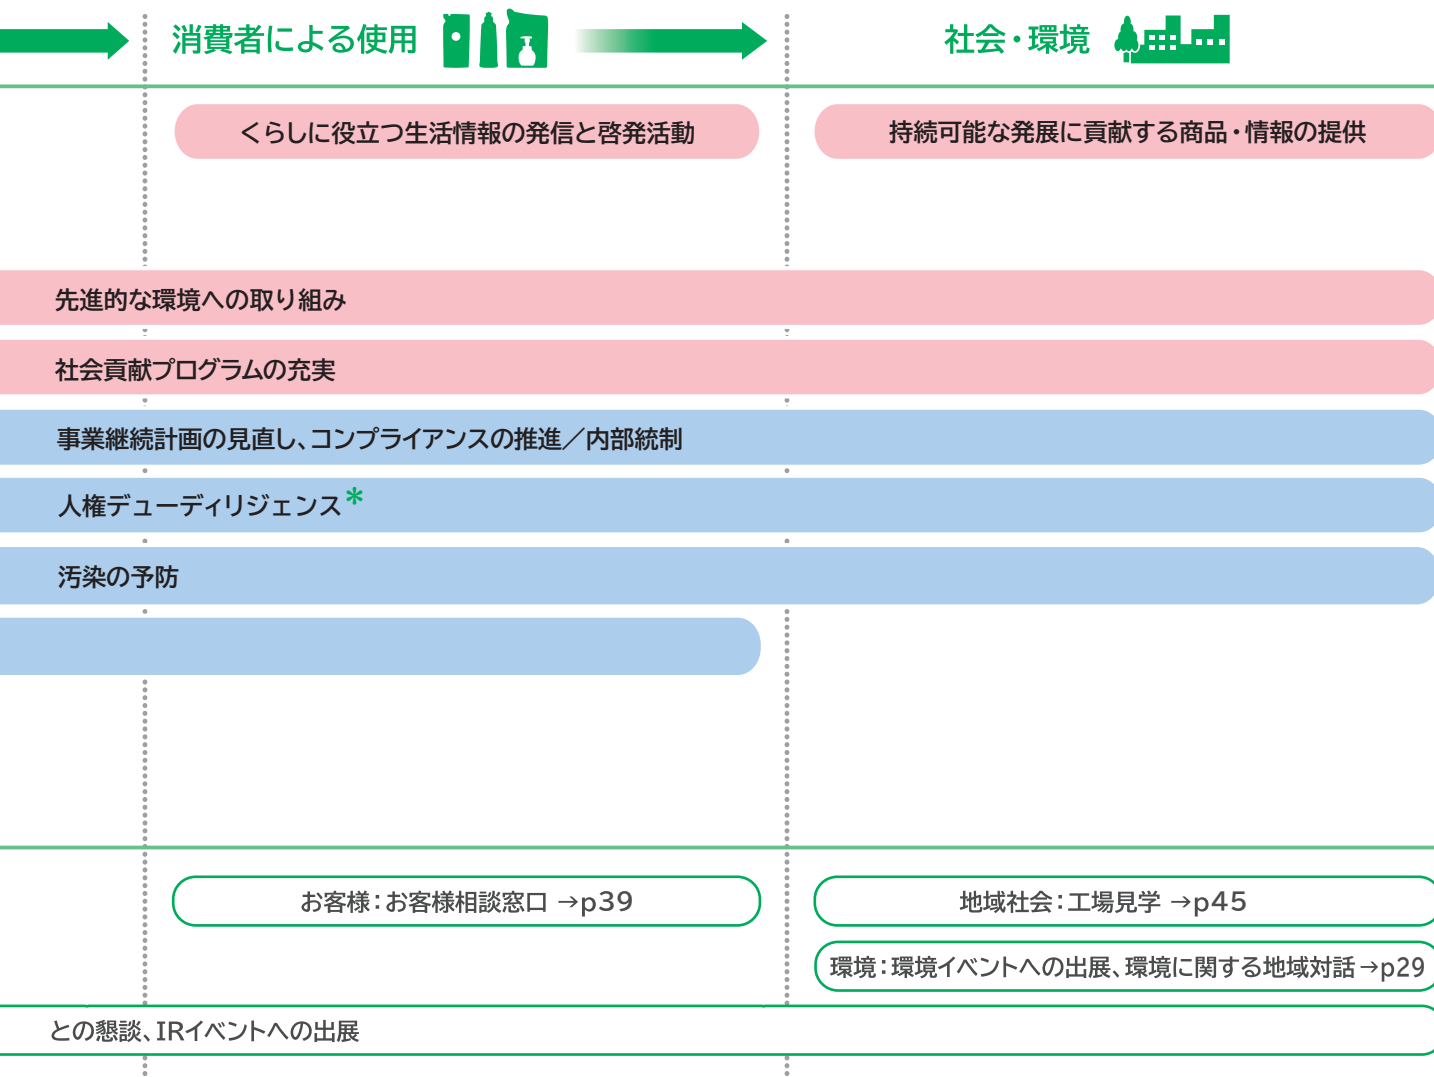 消費者による使用
社会・環境
くらしに役立つ生活情報の発信と啓発活動
持続可能な発展に貢献する商品・情報の提供
先進的な環境への取り組み
社会貢献プログラムの充実
事業継続計画の見直し、コンプライアンスの推進／内部統制
人権デューディリジェンス＊
汚染の予防
お客様：お客様相談窓口 →p39
地域社会：工場見学 →p45
環境：環境イベントへの出展、環境に関する地域対話→p29
との懇談、IRイベントへの出展